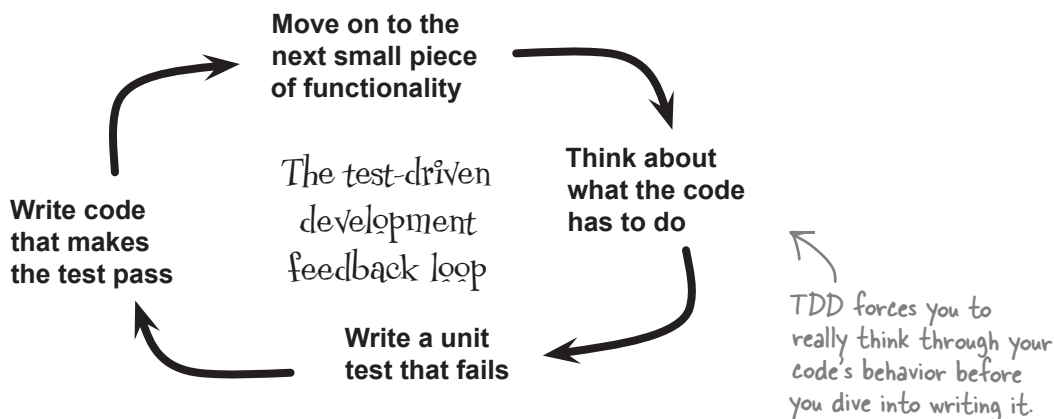 Move on to the
next small piece
of functionality
Think about
what the code
has to do
Write a unit
test that fails
Write code
that makes
the test pass
The test-driven
development
feedback loop
TDD forces you to
really think through your
code's behavior before
you dive into writing it.